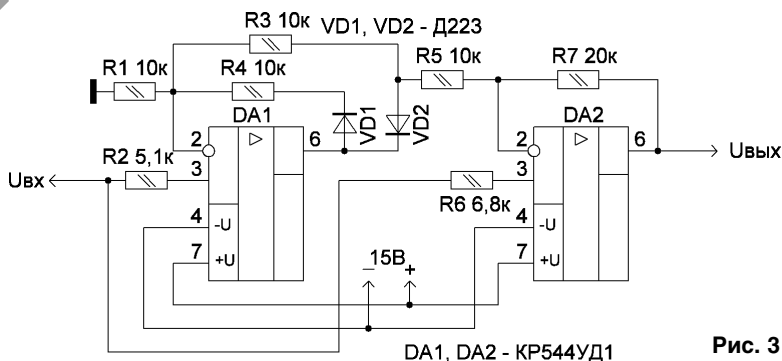 R3 10к
VD1, VD2 - Д223
R1 10к
R4 10к
R5 10к
R7 20к
DA1
DA2
VD1
VD2
2
6
2
6
Uвых
R2 5,1к
3
3
Uвх
R6 6,8к
4
-U
4
-U
7
+U
–15В+
7
+U
DA1, DA2 - КР544УД1
Рис. 3